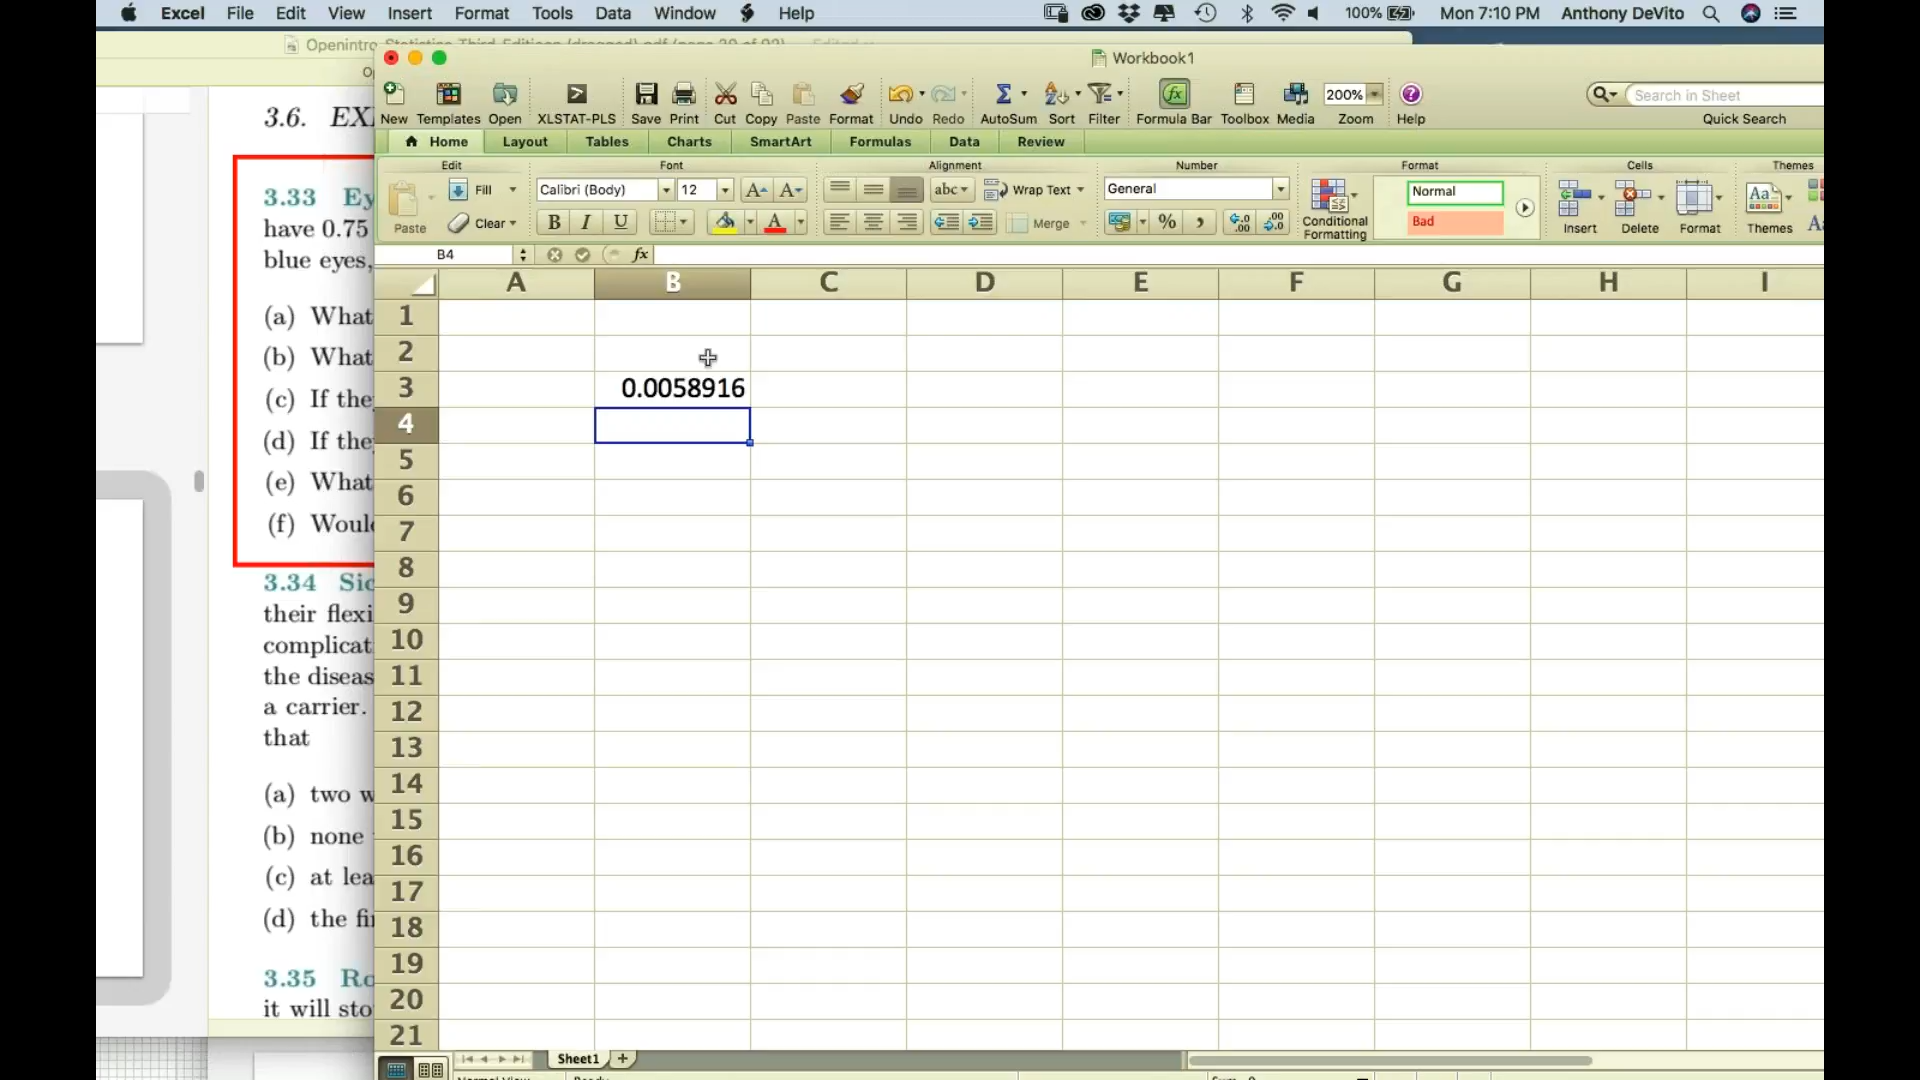 Excel File Edit View Insert Format Tools Data Window Help 100% Mon 7:10 PM Anthony DeVito
Workbook1
New Templates Open XLSTAT-PLS Save Print Cut Copy Paste Format Undo Redo AutoSum Sort Filter Formula Bar Toolbox Media 200% Zoom Help Search in Sheet Quick Search
Home Layout Tables Charts SmartArt Formulas Data Review
Edit Font Alignment Number Format Cells Themes
Paste Fill Calibri (Body) 12 abc Wrap Text General Conditional Formatting Normal Insert Delete Format Themes Aa
Clear B I U A Merge % , Bad
B4 fx
A B C D E F G H I
1
2
3 0.0058916
4
5
6
7
8
9
10
11
12
13
14
15
16
17
18
19
20
21
Sheet1
3.6. EX
3.33 Ey
have 0.75
blue eyes,
(a) What
(b) What
(c) If the
(d) If the
(e) What
(f) Would
3.34 Sic
their flexi
complicat
the diseas
a carrier.
that
(a) two w
(b) none
(c) at lea
(d) the fi
3.35 Ro
it will sto